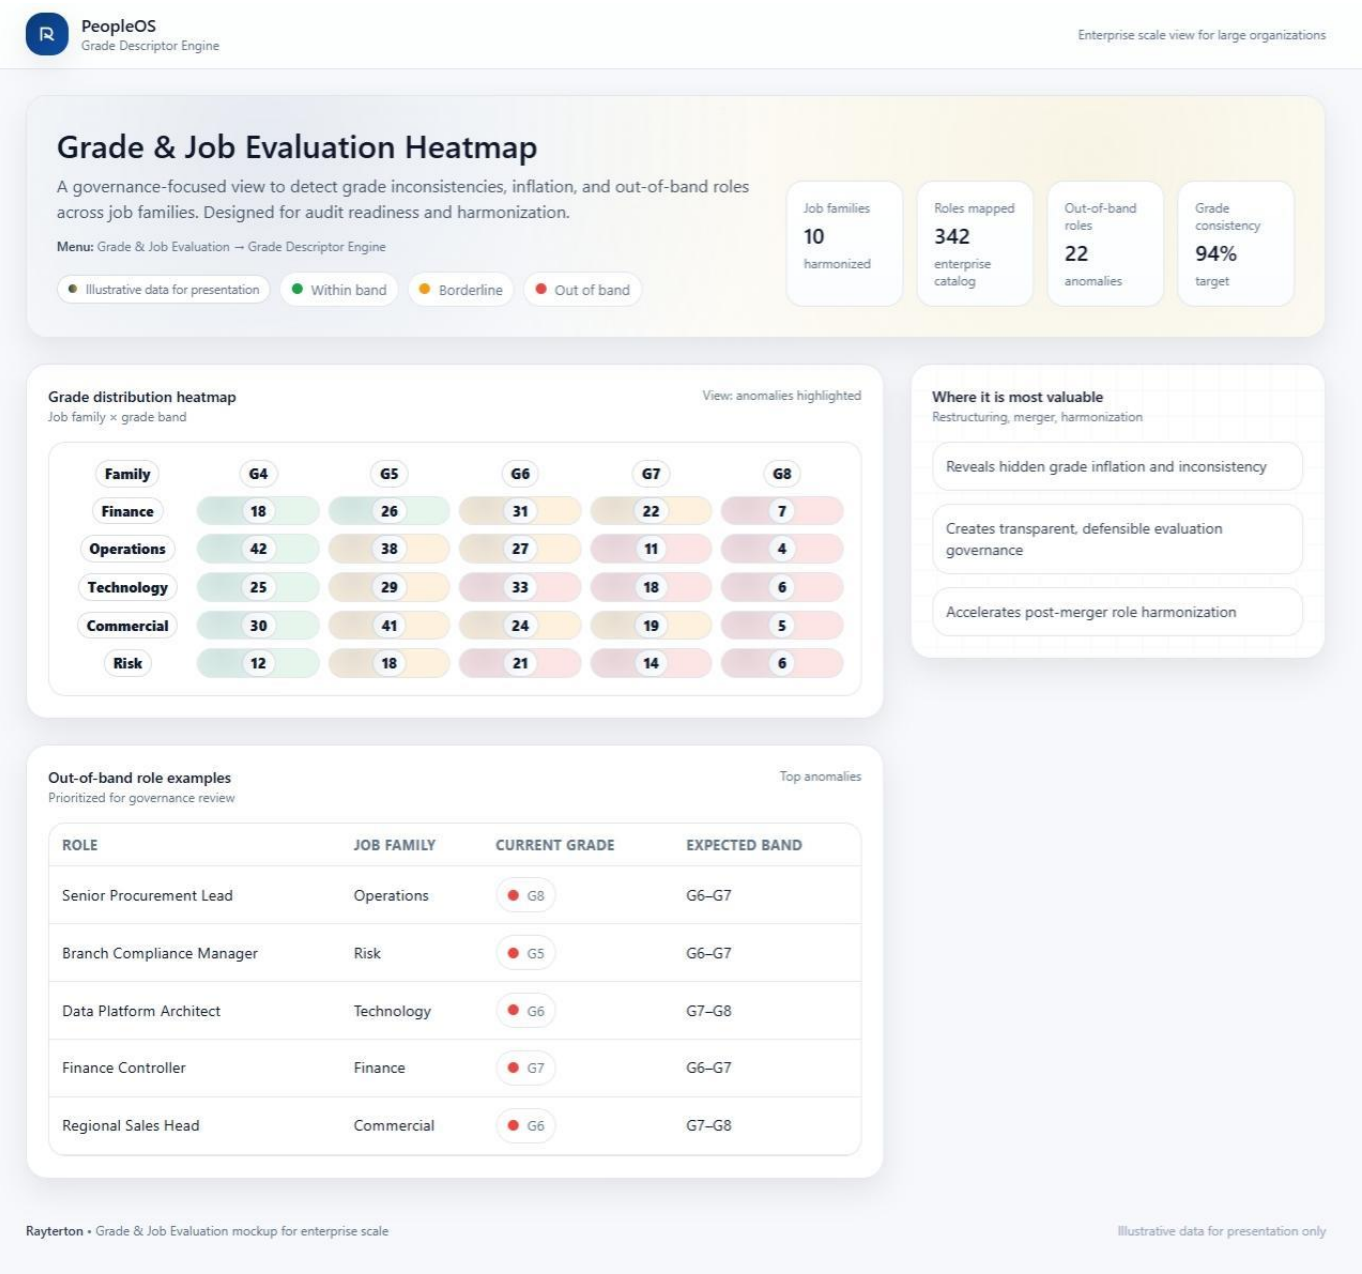 PeopleOS
Grade Descriptor Engine
Enterprise scale view for large organizations
Grade & Job Evaluation Heatmap
A governance-focused view to detect grade inconsistencies, inflation, and out-of-band roles
across job families. Designed for audit readiness and harmonization.
Menu: Grade & Job Evaluation → Grade Descriptor Engine
Illustrative data for presentation
Within band
Borderline
Out of band
Job families
10
harmonized
Roles mapped
342
enterprise
catalog
Out-of-band
roles
22
anomalies
Grade
consistency
94%
target
Grade distribution heatmap
Job family × grade band
View: anomalies highlighted
Family G4 G5 G6 G7 G8
Finance 18 26 31 22 7
Operations 42 38 27 11 4
Technology 25 29 33 18 6
Commercial 30 41 24 19 5
Risk 12 18 21 14 6
Where it is most valuable
Restructuring, merger, harmonization
Reveals hidden grade inflation and inconsistency
Creates transparent, defensible evaluation
governance
Accelerates post-merger role harmonization
Out-of-band role examples
Prioritized for governance review
Top anomalies
ROLE JOB FAMILY CURRENT GRADE EXPECTED BAND
Senior Procurement Lead Operations G8 G6–G7
Branch Compliance Manager Risk G5 G6–G7
Data Platform Architect Technology G6 G7–G8
Finance Controller Finance G7 G6–G7
Regional Sales Head Commercial G6 G7–G8
Rayterton • Grade & Job Evaluation mockup for enterprise scale
Illustrative data for presentation only